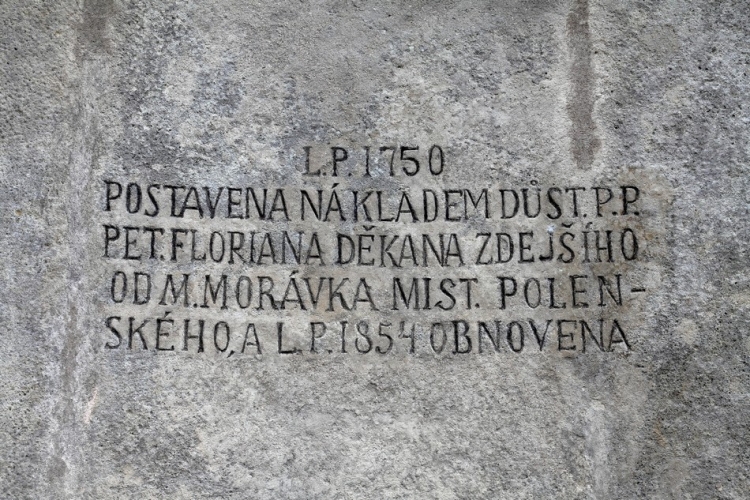 L.P. 1750
POSTAVENA NÁKLADEM DŮST. P. P.
PET. FLORIANA DĚKANA ZDEJŠÍHO
OD M. MORÁVKA MIST. POLEN-
SKÉHO, A L.P. 1854 OBNOVENA